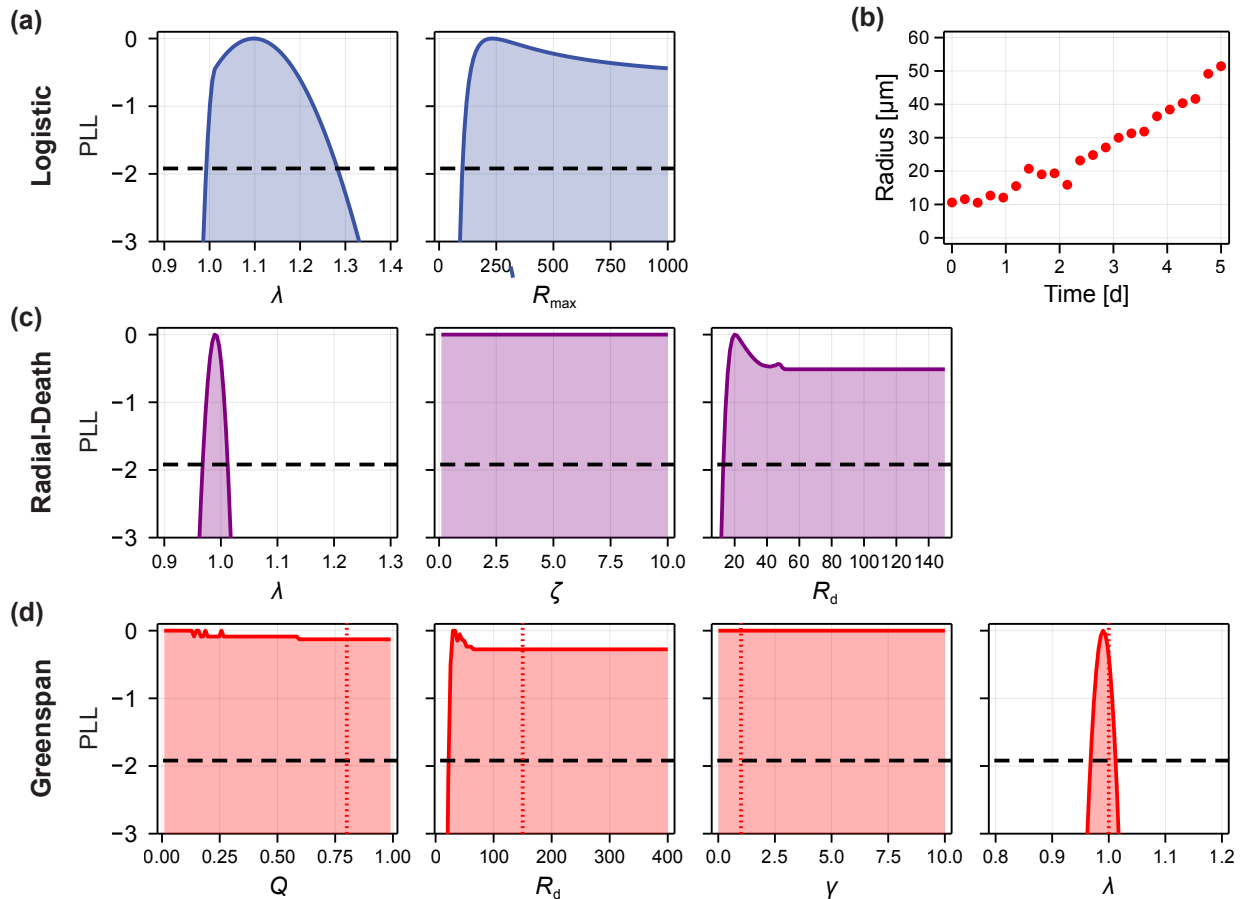 (a)
Logistic
PLL
0
−1
−2
−3
0.9 1.0 1.1 1.2 1.3 1.4
λ
0 250 500 750 1000
Rmax
(b)
Radius [μm]
60
50
40
30
20
10
0
0 1 2 3 4 5
Time [d]
(c)
Radial-Death
PLL
0
−1
−2
−3
0.9 1.0 1.1 1.2 1.3
λ
0.0 2.5 5.0 7.5 10.0
ζ
20 40 60 80 100 120 140
Rd
(d)
Greenspan
PLL
0
−1
−2
−3
0.00 0.25 0.50 0.75 1.00
Q
0 100 200 300 400
Rd
0.0 2.5 5.0 7.5 10.0
γ
0.8 0.9 1.0 1.1 1.2
λ